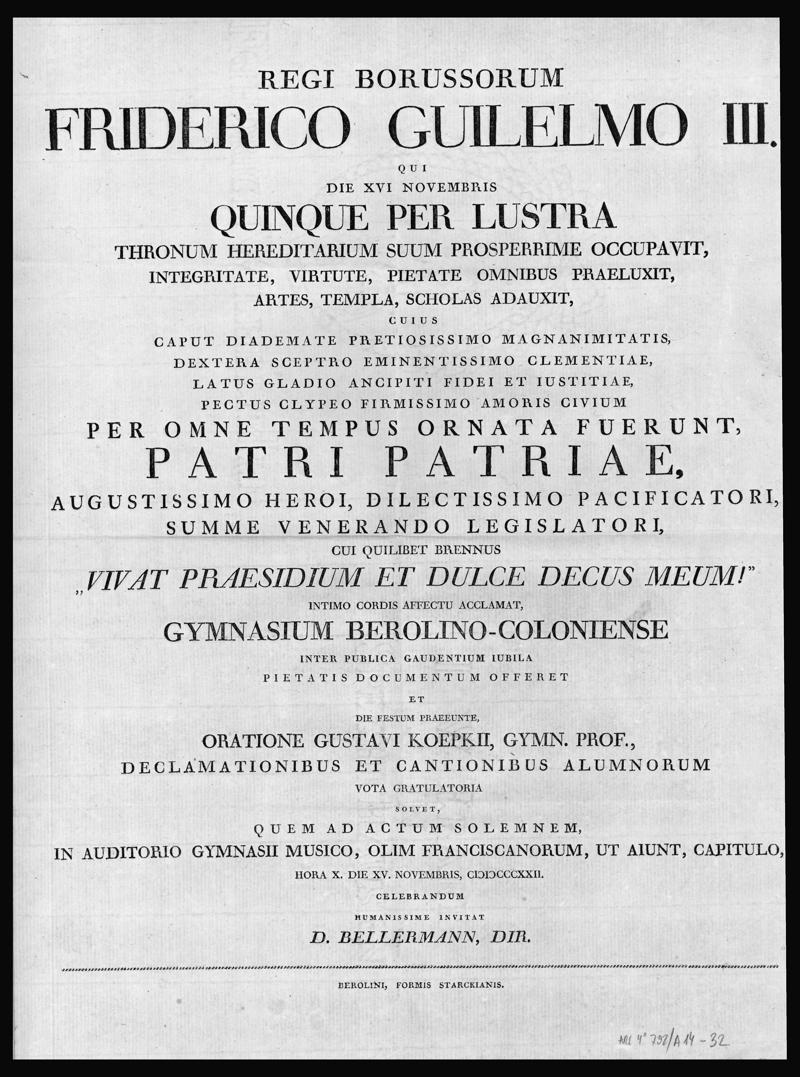 REGI BORUSSORUM
FRIDERICO GUILELMO III.
QUI
DIE XVI NOVEMBRIS
QUINQUE PER LUSTRA
THRONUM HEREDITARIUM SUUM PROSPERRIME OCCUPAVIT,
INTEGRITATE, VIRTUTE, PIETATE OMNIBUS PRAELUXIT,
ARTES, TEMPLA, SCHOLAS ADAUXIT,
CUIUS
CAPUT DIADEMATE PRETIOSISSIMO MAGNANIMITATIS,
DEXTERA SCEPTRO EMINENTISSIMO CLEMENTIAE,
LATUS GLADIO ANCIPITI FIDEI ET IUSTITIAE,
PECTUS CLYPEO FIRMISSIMO AMORIS CIVIUM
PER OMNE TEMPUS ORNATA FUERUNT,
PATRI PATRIAE,
AUGUSTISSIMO HEROI, DILECTISSIMO PACIFICATORI,
SUMME VENERANDO LEGISLATORI,
CUI QUILIBET BRENNUS
„VIVAT PRAESIDIUM ET DULCE DECUS MEUM!”
INTIMO CORDIS AFFECTU ACCLAMAT,
GYMNASIUM BEROLINO-COLONIENSE
INTER PUBLICA GAUDENTIUM IUBILA
PIETATIS DOCUMENTUM OFFERET
ET
DIE FESTUM PRAEEUNTE,
ORATIONE GUSTAVI KOEPKII, GYMN. PROF.,
DECLAMATIONIBUS ET CANTIONIBUS ALUMNORUM
VOTA GRATULATORIA
SOLVET,
QUEM AD ACTUM SOLEMNEM,
IN AUDITORIO GYMNASII MUSICO, OLIM FRANCISCANORUM, UT AIUNT, CAPITULO,
HORA X. DIE XV. NOVEMBRIS, CIƆIƆCCCXXII.
CELEBRANDUM
HUMANISSIME INVITAT
D. BELLERMANN, DIR.
BEROLINI, FORMIS STARCKIANIS.
4° 792/A14-32